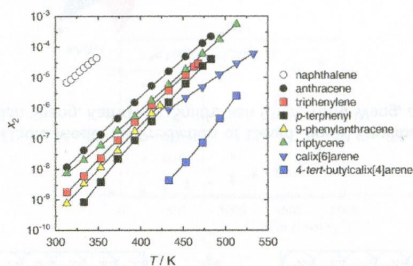 10⁻³
10⁻⁴
10⁻⁵
10⁻⁶
10⁻⁷
10⁻⁸
10⁻⁹
10⁻¹⁰
x₂
300 350 400 450 500 550
T / K
naphthalene
anthracene
triphenylene
p-terphenyl
9-phenylanthracene
triptycene
calix[6]arene
4-tert-butylcalix[4]arene